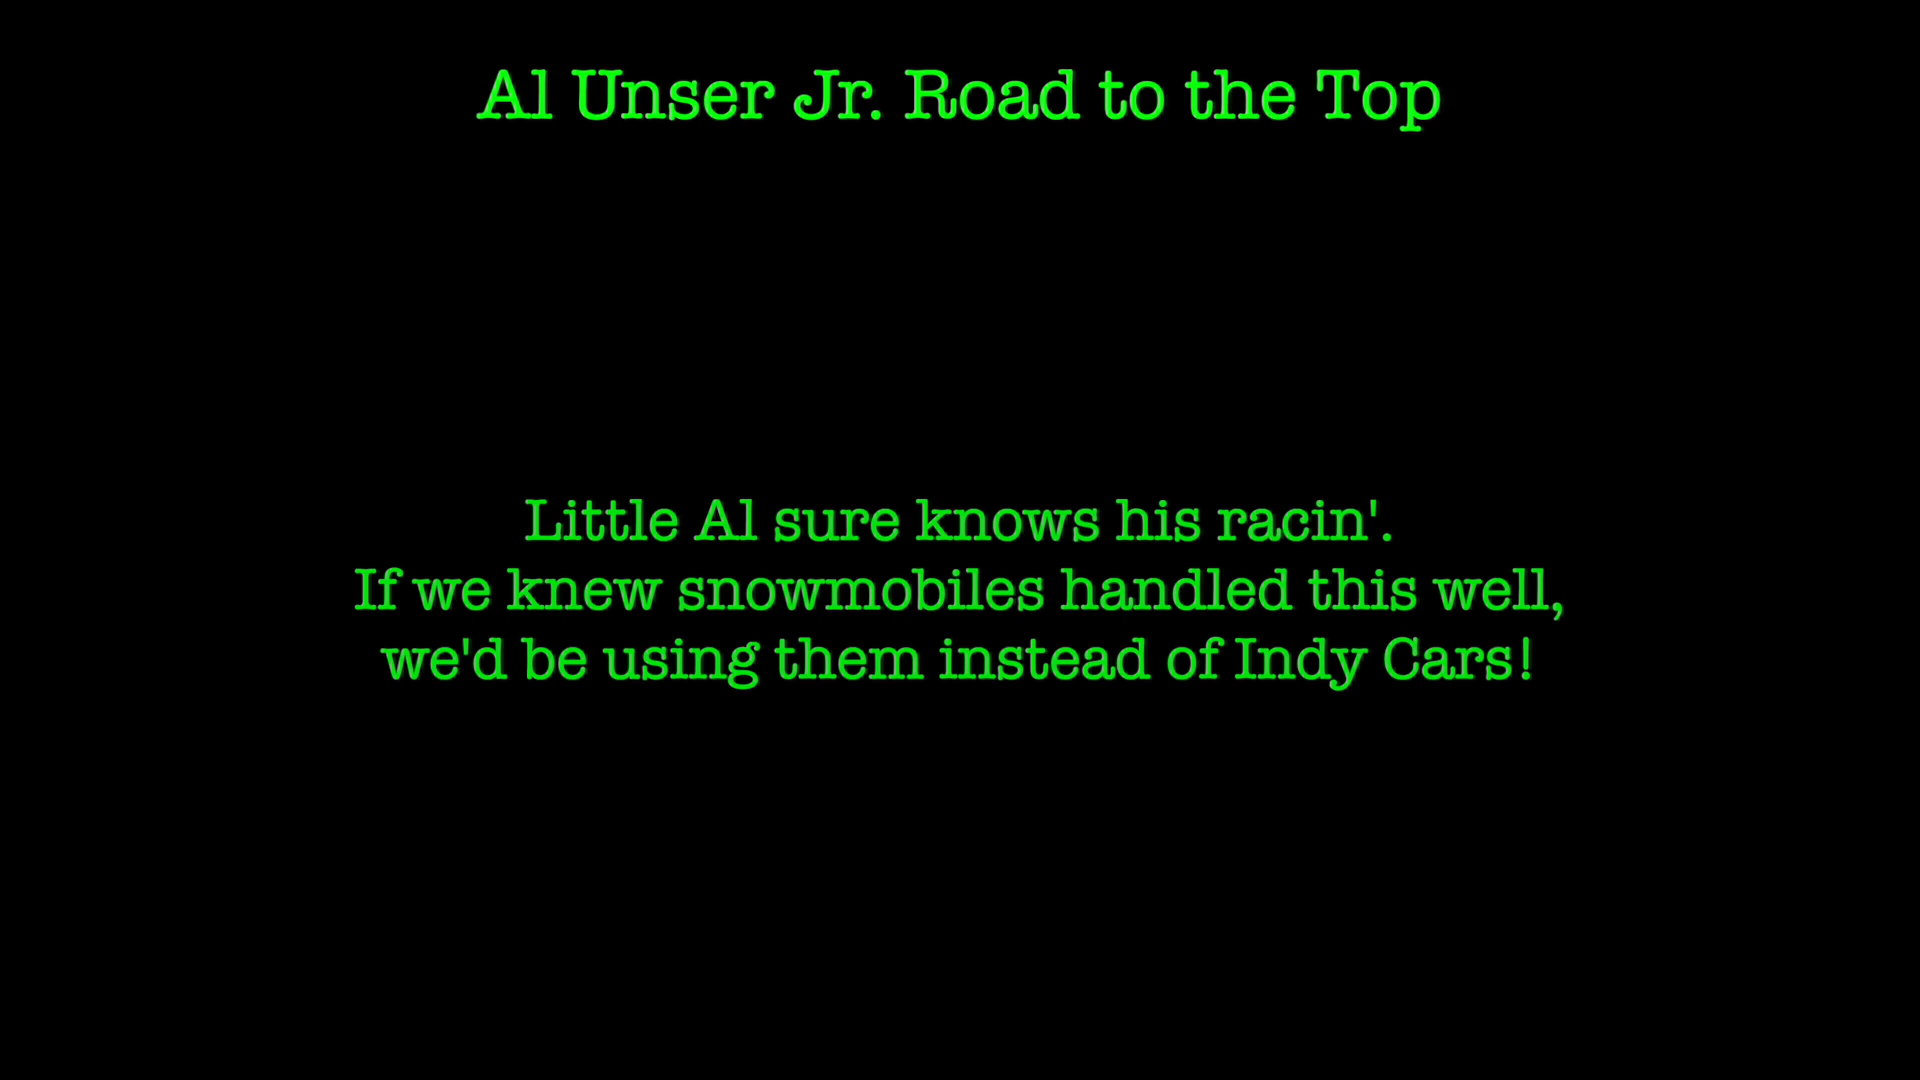 Al Unser Jr. Road to the Top
Little Al sure knows his racin'.
If we knew snowmobiles handled this well,
we'd be using them instead of Indy Cars!